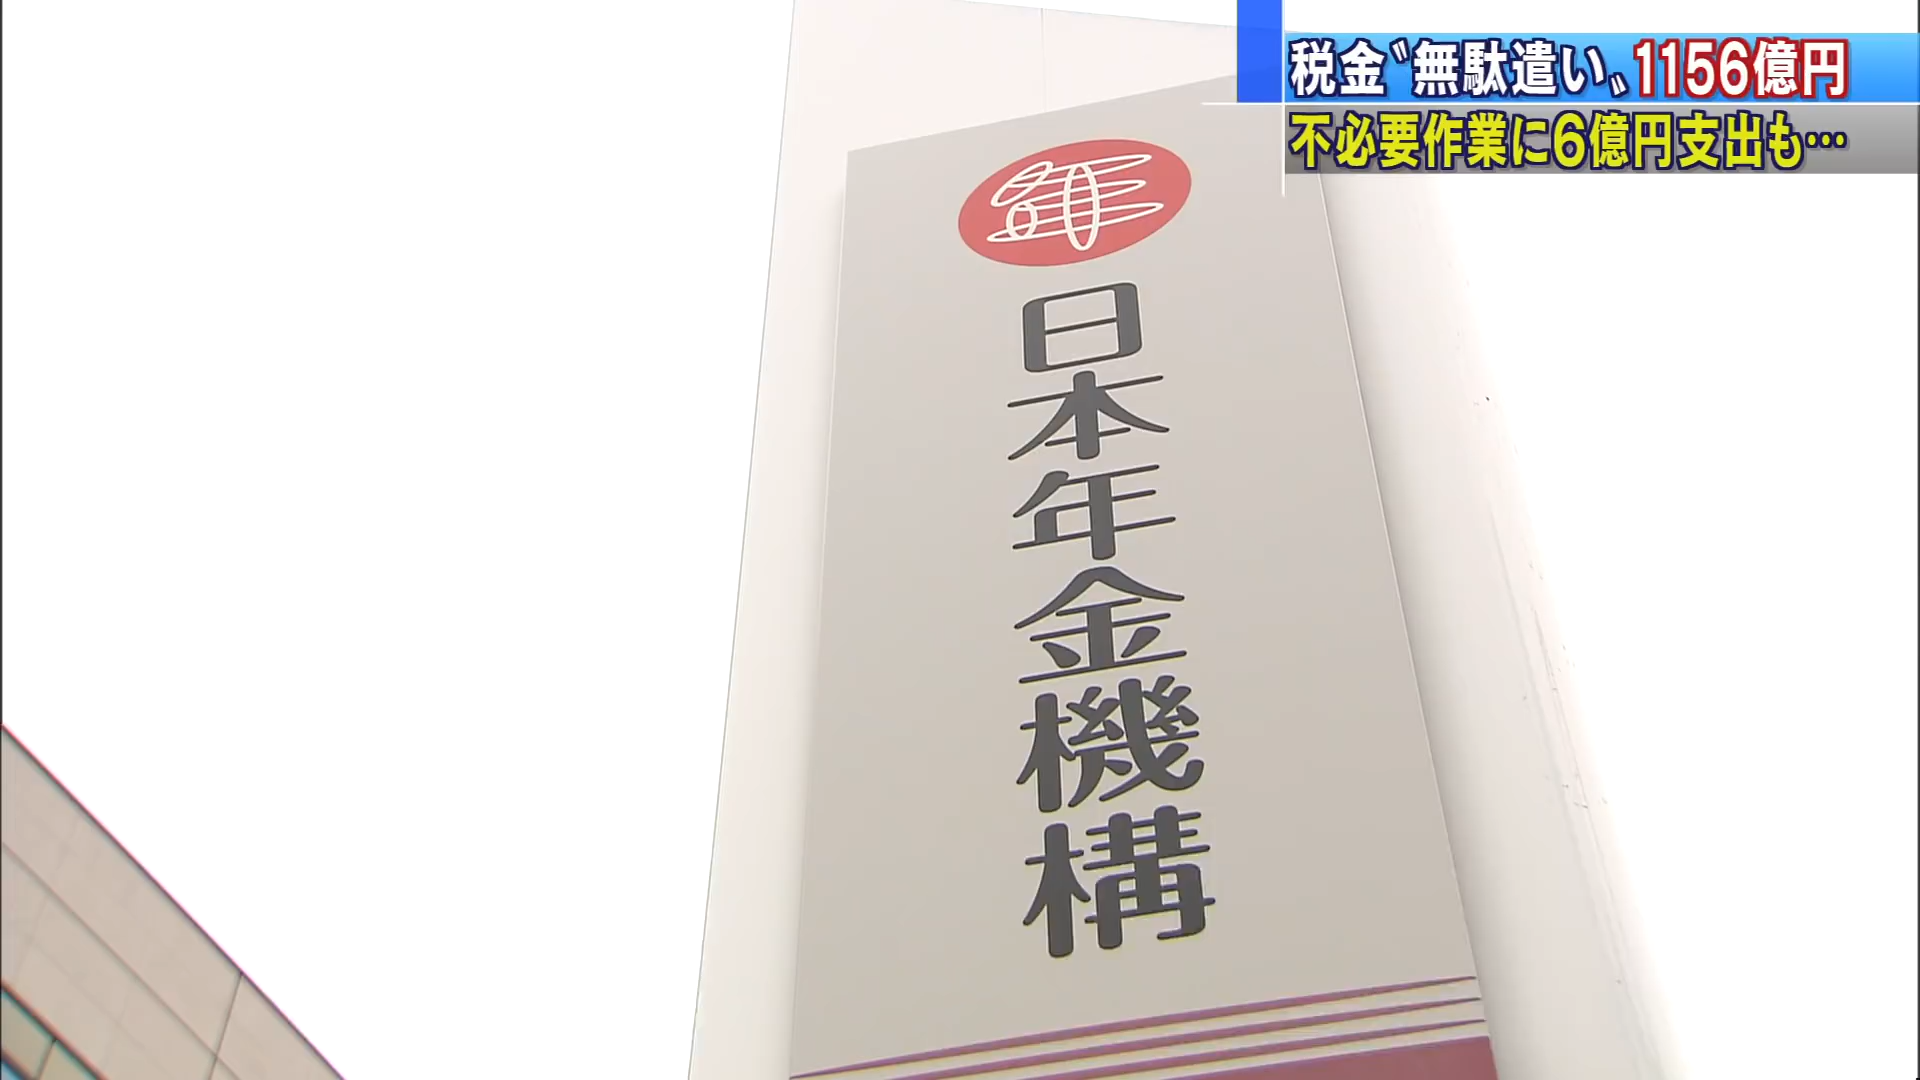 税金〝無駄遣い〟1156億円
不必要作業に6億円支出も…
年
日本年金機構